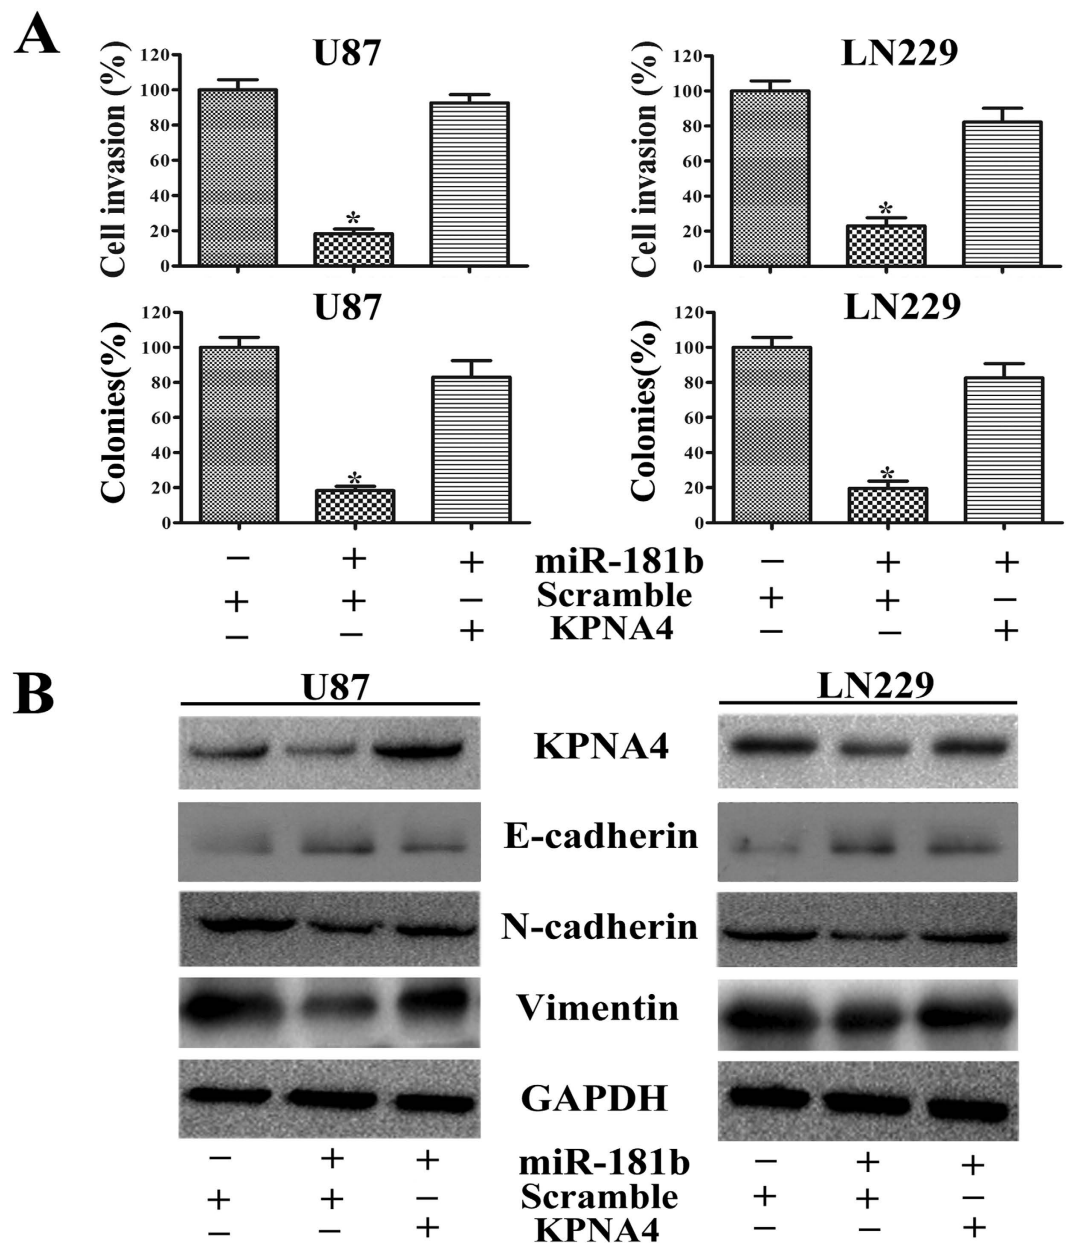 A
U87
LN229
Cell invasion (%)
120
100
80
60
40
20
0
*
Cell invasion (%)
120
100
80
60
40
20
0
*
U87
LN229
Colonies(%)
120
100
80
60
40
20
0
*
Colonies(%)
120
100
80
60
40
20
0
*
− + + miR-181b − + +
+ + − Scramble + + −
− − + KPNA4 − − +
B
U87
LN229
KPNA4
E-cadherin
N-cadherin
Vimentin
GAPDH
− + + miR-181b − + +
+ + − Scramble + + −
− − + KPNA4 − − +